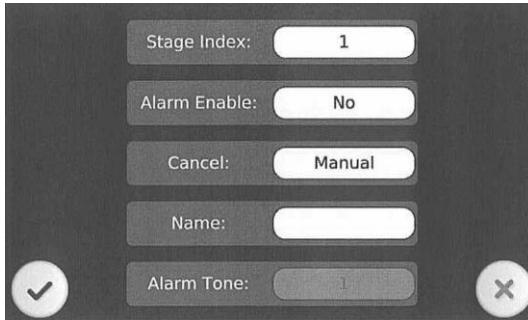 Stage Index: 1
Alarm Enable: No
Cancel: Manual
Name:
Alarm Tone: 1